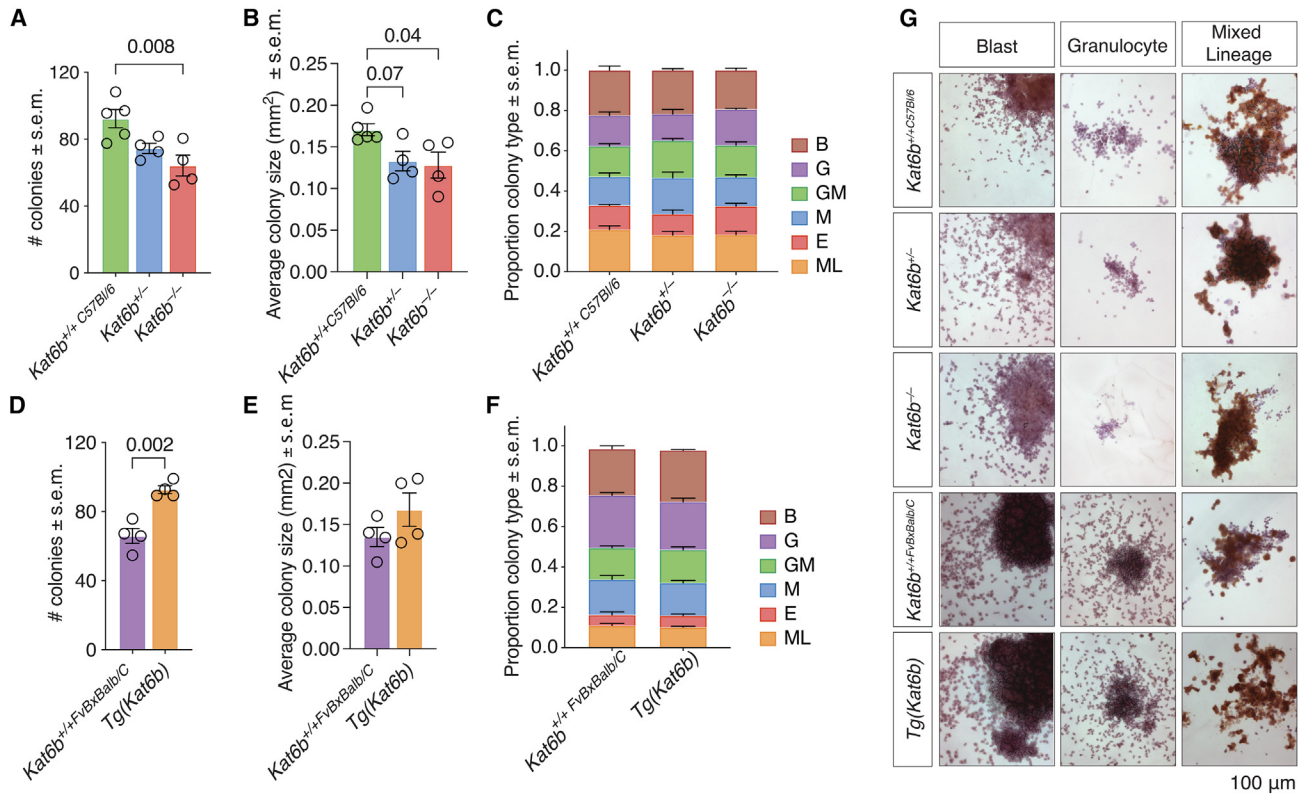 A
# colonies ± s.e.m.
120
80
40
0
0.008
Kat6b+/+ C57Bl/6
Kat6b+/−
Kat6b−/−
B
Average colony size (mm²) ± s.e.m.
0.25
0.20
0.15
0.10
0.05
0.00
0.04
0.07
Kat6b+/+C57Bl/6
Kat6b+/−
Kat6b−/−
C
Proportion colony type ± s.e.m.
1.0
0.8
0.6
0.4
0.2
0.0
Kat6b+/+ C57Bl/6
Kat6b+/−
Kat6b−/−
B
G
GM
M
E
ML
D
# colonies ± s.e.m.
120
80
40
0
0.002
Kat6b+/+FvBxBalb/C
Tg(Kat6b)
E
Average colony size (mm2) ± s.e.m
0.25
0.20
0.15
0.10
0.05
0.00
Kat6b+/+FvBxBalb/C
Tg(Kat6b)
F
Proportion colony type ± s.e.m.
1.0
0.8
0.6
0.4
0.2
0.0
Kat6b+/+ FvBxBalb/C
Tg(Kat6b)
B
G
GM
M
E
ML
G
Blast
Granulocyte
Mixed
Lineage
Kat6b+/+C57Bl/6
Kat6b+/−
Kat6b−/−
Kat6b+/+FvBxBalb/C
Tg(Kat6b)
100 µm